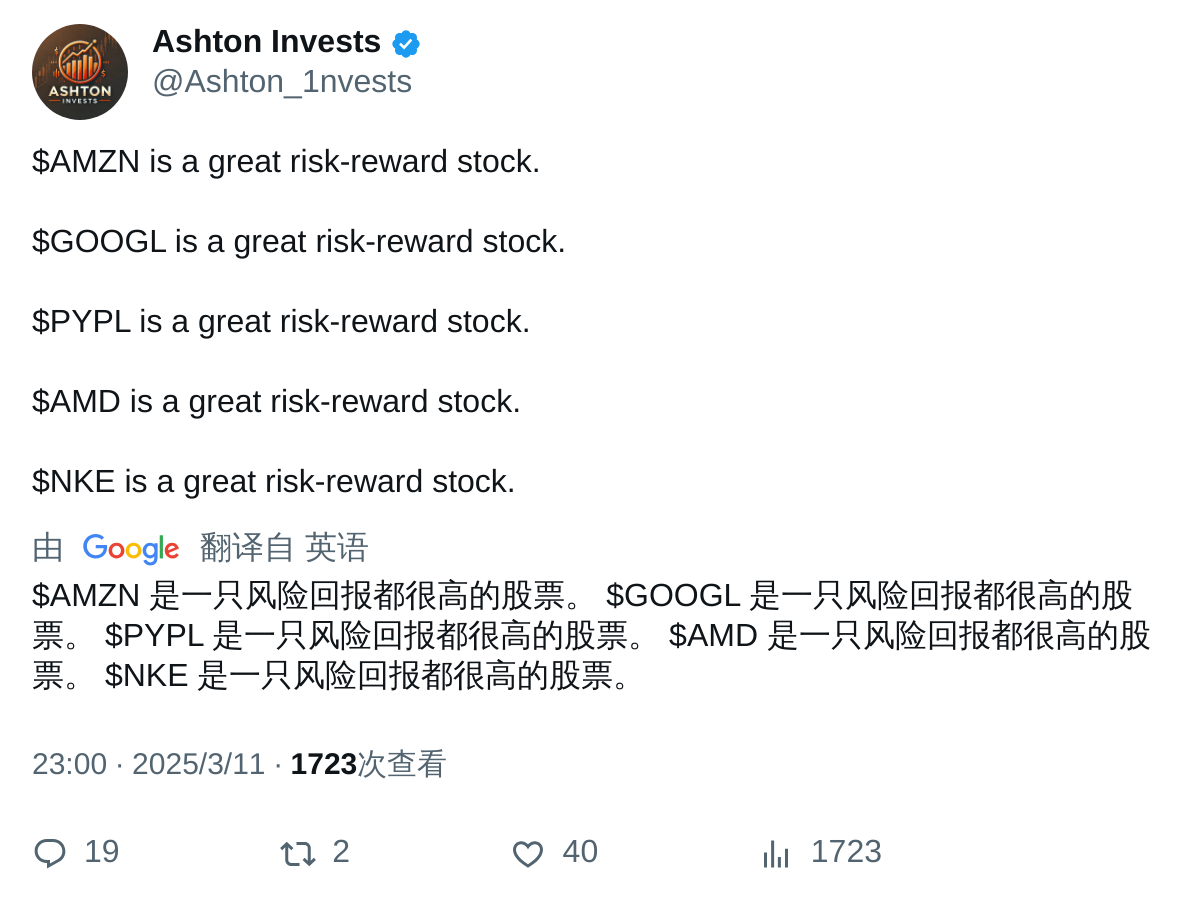 ASHTON
INVESTS
Ashton Invests
@Ashton_1nvests
$AMZN is a great risk-reward stock.
$GOOGL is a great risk-reward stock.
$PYPL is a great risk-reward stock.
$AMD is a great risk-reward stock.
$NKE is a great risk-reward stock.
由 Google 翻译自 英语
$AMZN 是一只风险回报都很高的股票。 $GOOGL 是一只风险回报都很高的股
票。 $PYPL 是一只风险回报都很高的股票。 $AMD 是一只风险回报都很高的股
票。 $NKE 是一只风险回报都很高的股票。
23:00 · 2025/3/11 · 1723次查看
19 2 40 1723